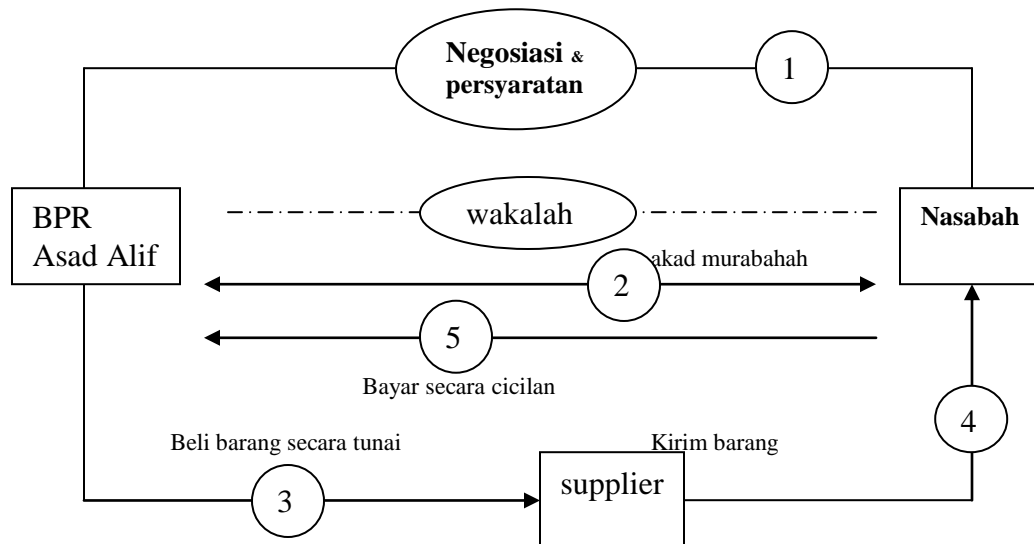 Negosiasi &
persyaratan
1
BPR
Asad Alif
wakalah
Nasabah
akad murabahah
2
5
Bayar secara cicilan
4
Beli barang secara tunai
Kirim barang
3
supplier